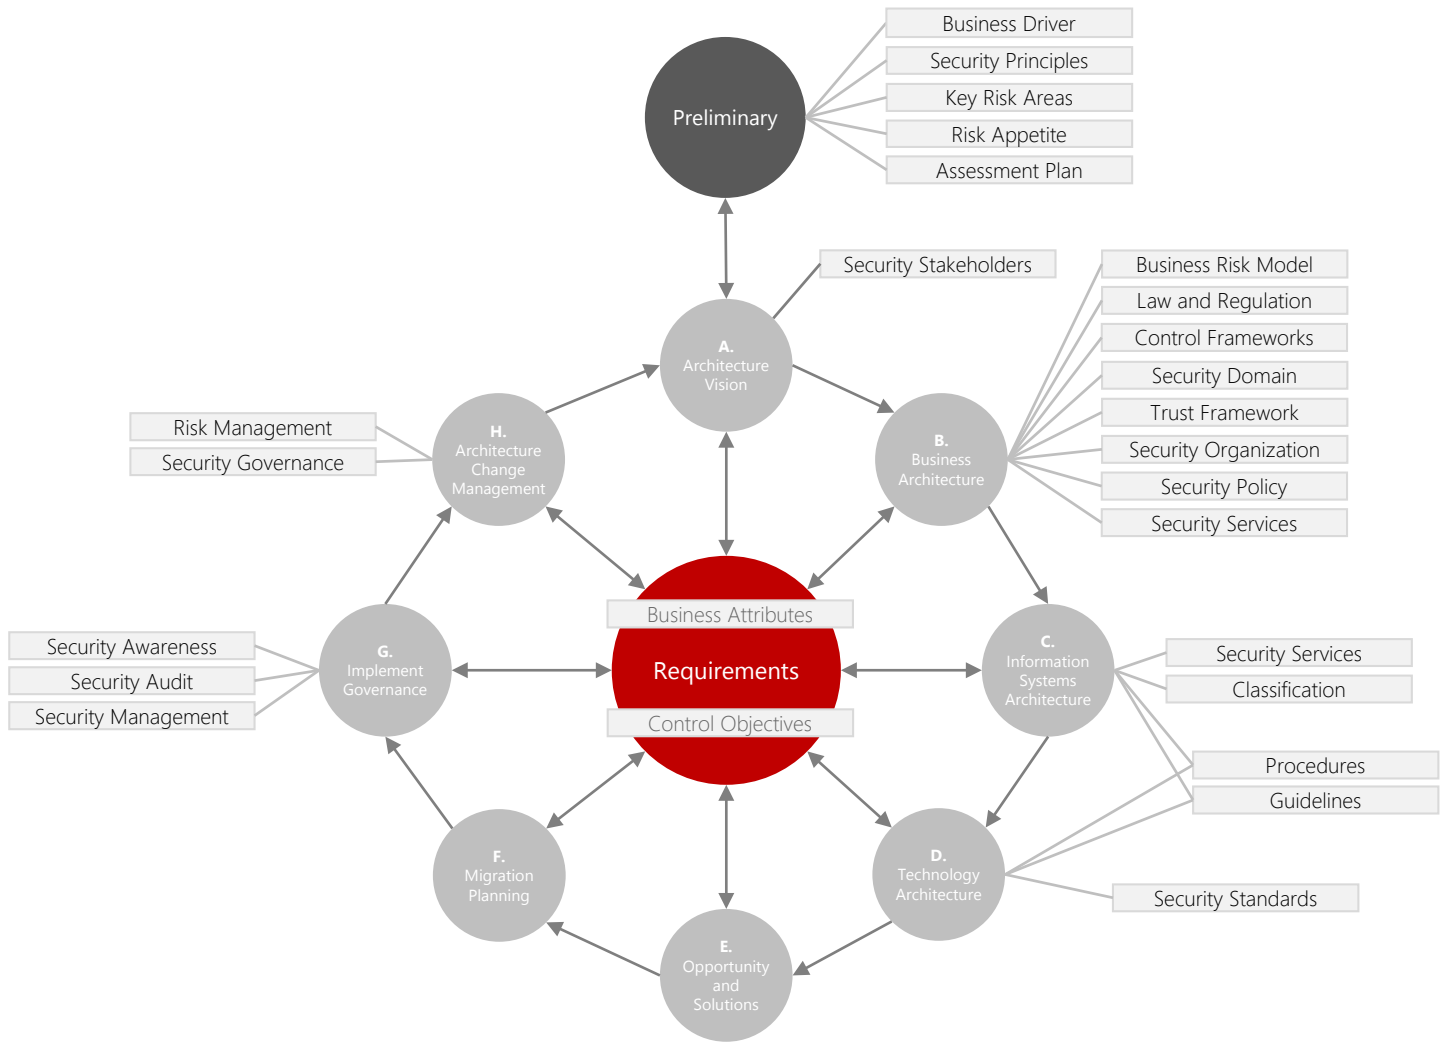 Business Driver
Security Principles
Key Risk Areas
Risk Appetite
Assessment Plan
Preliminary
Security Stakeholders
Business Risk Model
Law and Regulation
Control Frameworks
Security Domain
Trust Framework
Security Organization
Security Policy
Security Services
A.
Architecture
Vision
B.
Business
Architecture
H.
Architecture
Change
Management
Risk Management
Security Governance
Business Attributes
Requirements
Control Objectives
G.
Implement
Governance
Security Awareness
Security Audit
Security Management
C.
Information
Systems
Architecture
Security Services
Classification
Procedures
Guidelines
D.
Technology
Architecture
Security Standards
F.
Migration
Planning
E.
Opportunity
and
Solutions